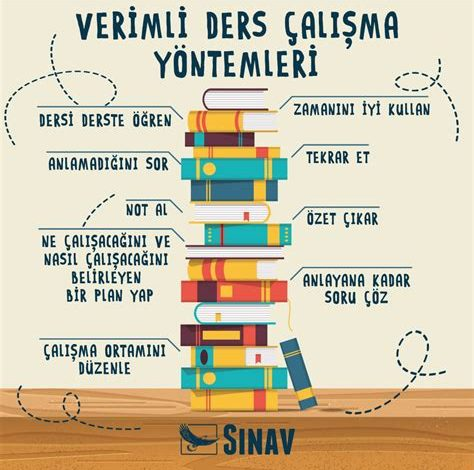 VERİMLİ DERS ÇALIŞMA
YÖNTEMLERİ
DERSİ DERSTE ÖĞREN
ZAMANINI İYİ KULLAN
ANLAMADIĞINI SOR
TEKRAR ET
NOT AL
ÖZET ÇIKAR
NE ÇALIŞACAĞINI VE
NASIL ÇALIŞACAĞINI
BELİRLEYEN
BİR PLAN YAP
ANLAYANA KADAR
SORU ÇÖZ
ÇALIŞMA ORTAMINI
DÜZENLE
SINAV